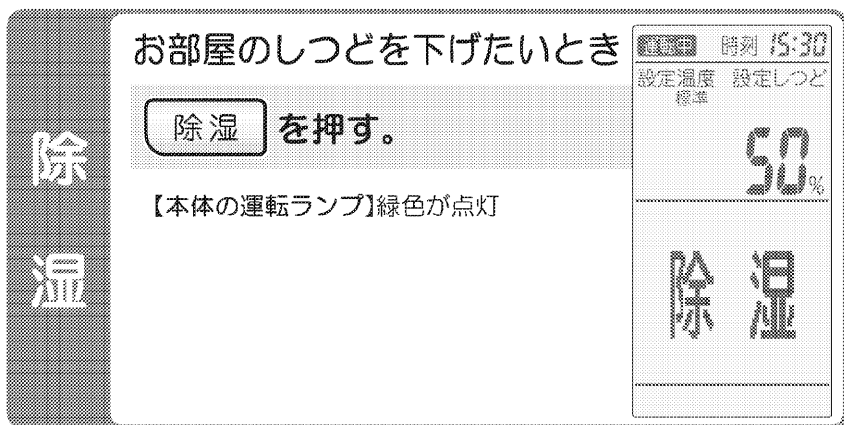 除湿
お部屋のしつどを下げたいとき
除湿 を押す。
【本体の運転ランプ】緑色が点灯
運転中 時刻 15:30
設定温度 設定しつど
標準
50%
除湿